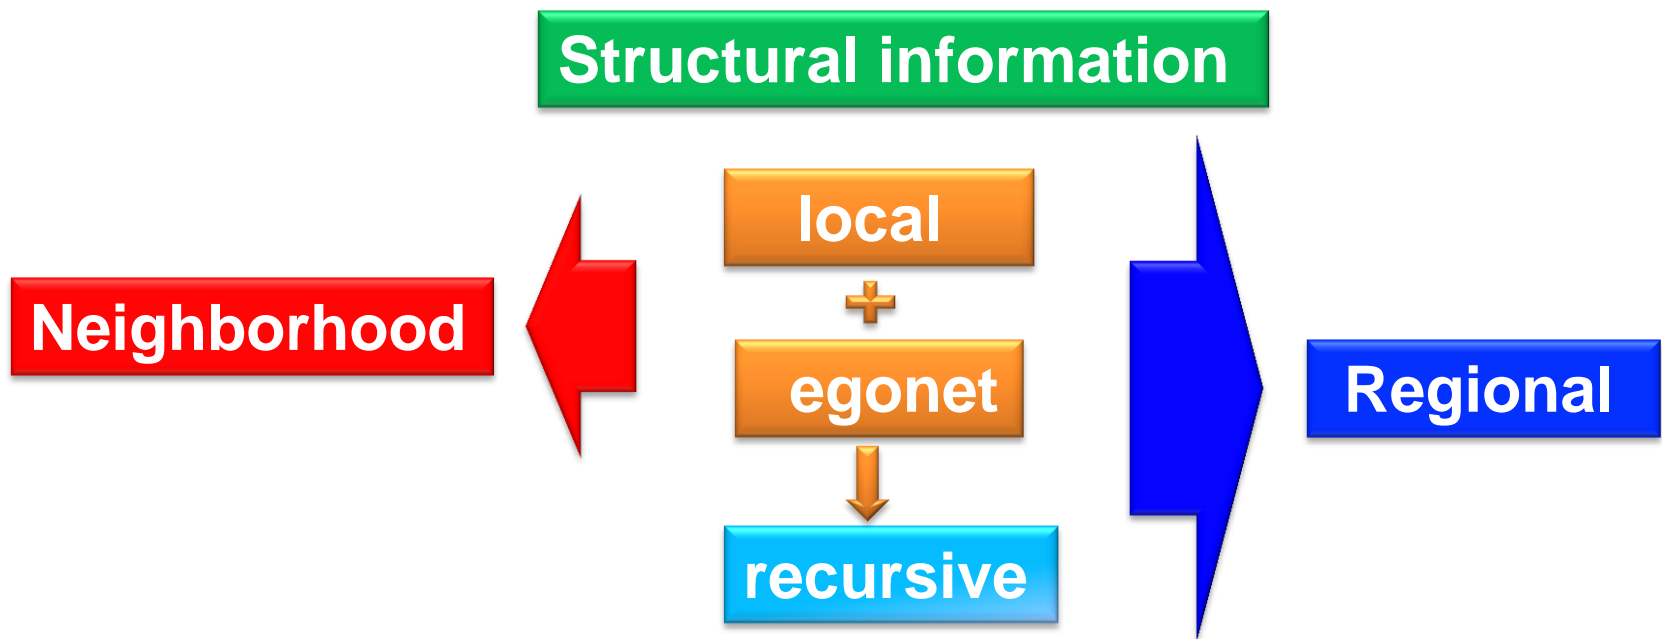 Structural information
local
+
Neighborhood
egonet
Regional
recursive